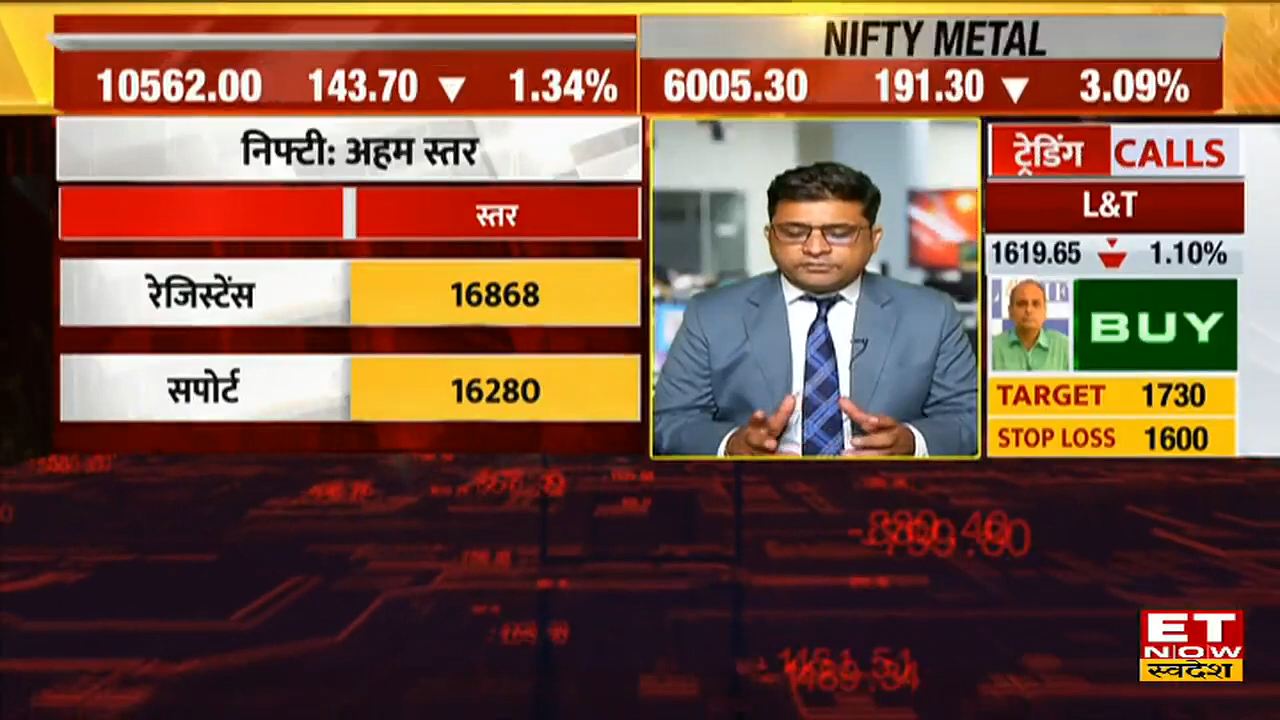 10562.00 143.70 ▼ 1.34%
NIFTY METAL
6005.30 191.30 ▼ 3.09%
निफ्टी: अहम स्तर
स्तर
रेजिस्टेंस 16868
सपोर्ट 16280
ट्रेडिंग CALLS
L&T
1619.65 1.10%
BUY
TARGET 1730
STOP LOSS 1600
ET
NOW
स्वदेश